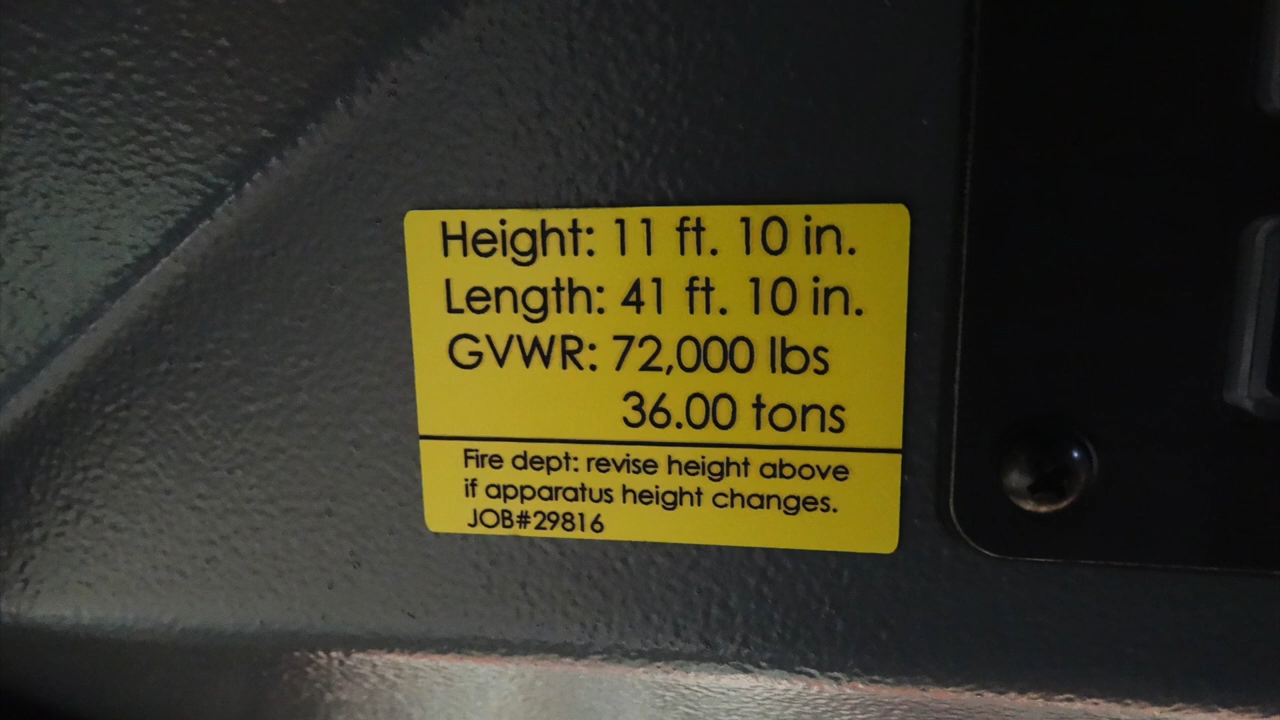 Height: 11 ft. 10 in.
Length: 41 ft. 10 in.
GVWR: 72,000 lbs
36.00 tons
Fire dept: revise height above
if apparatus height changes.
JOB#29816